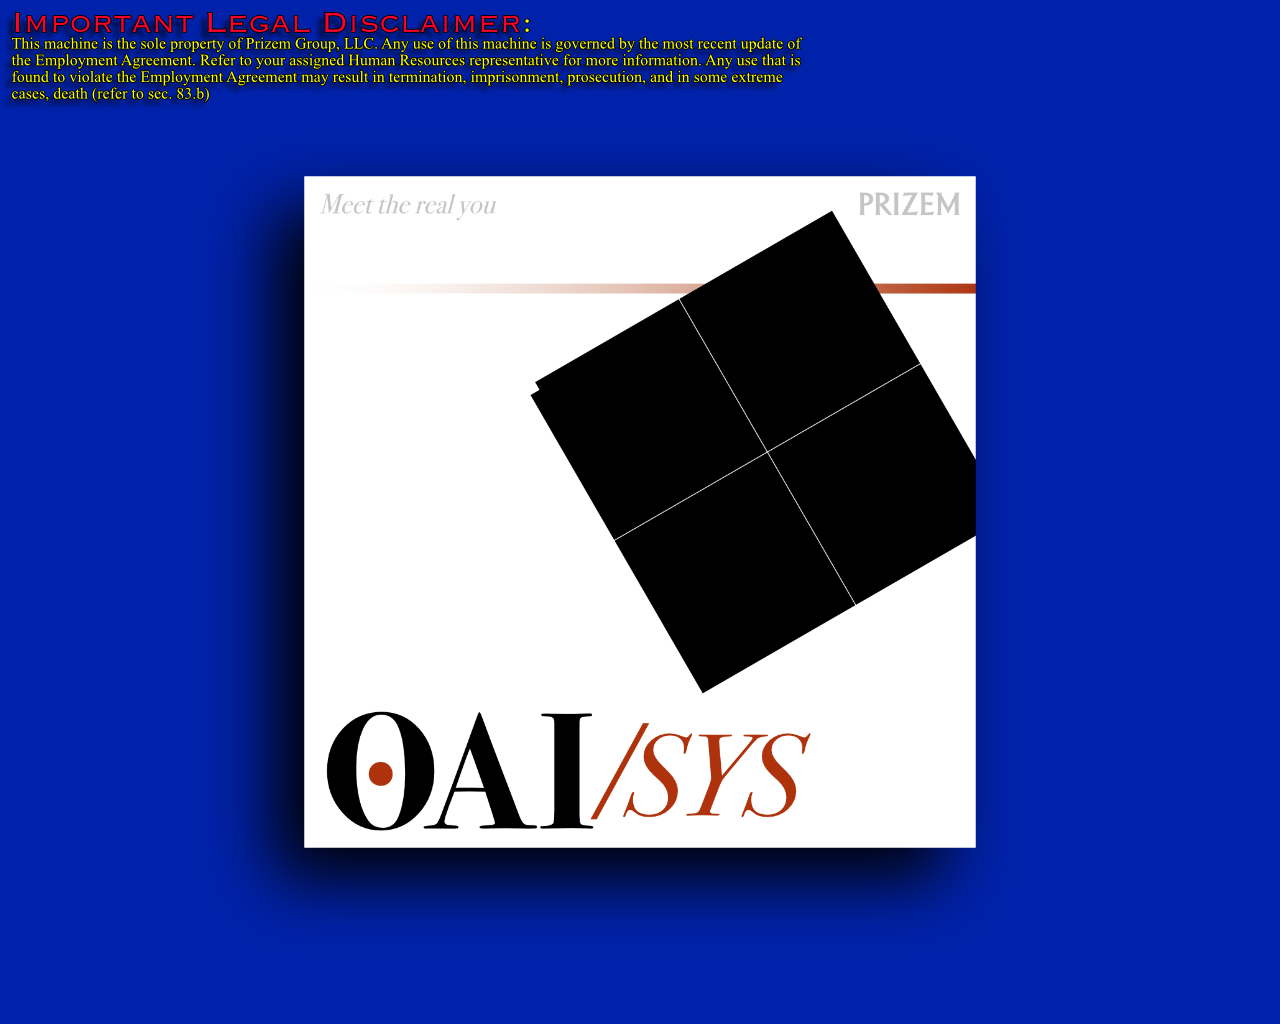 Important Legal Disclaimer:
This machine is the sole property of Prizem Group, LLC. Any use of this machine is governed by the most recent update of
the Employment Agreement. Refer to your assigned Human Resources representative for more information. Any use that is
found to violate the Employment Agreement may result in termination, imprisonment, prosecution, and in some extreme
cases, death (refer to sec. 83.b)
Meet the real you
PRIZEM
OAI/SYS